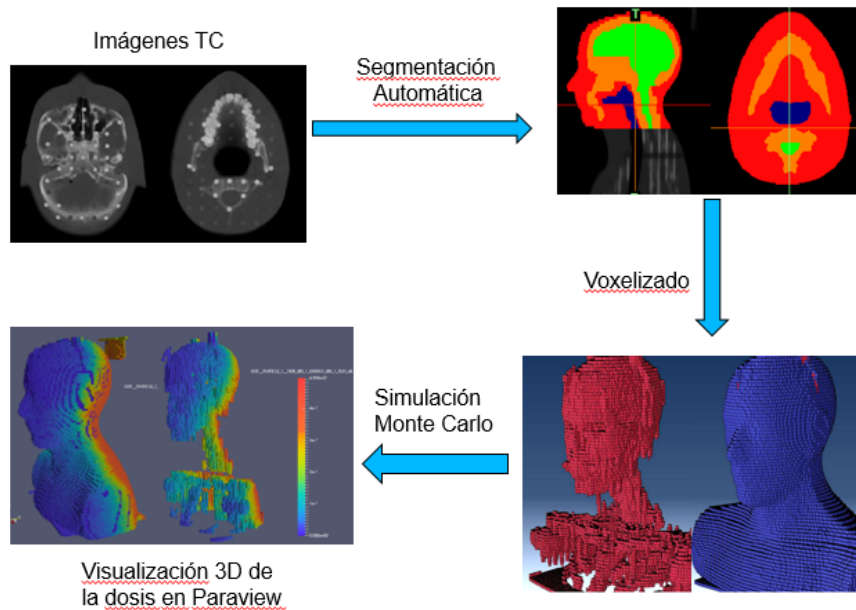 Imágenes TC
Segmentación
Automática
T
Voxelizado
Simulación
Monte Carlo
Visualización 3D de
la dosis en Paraview